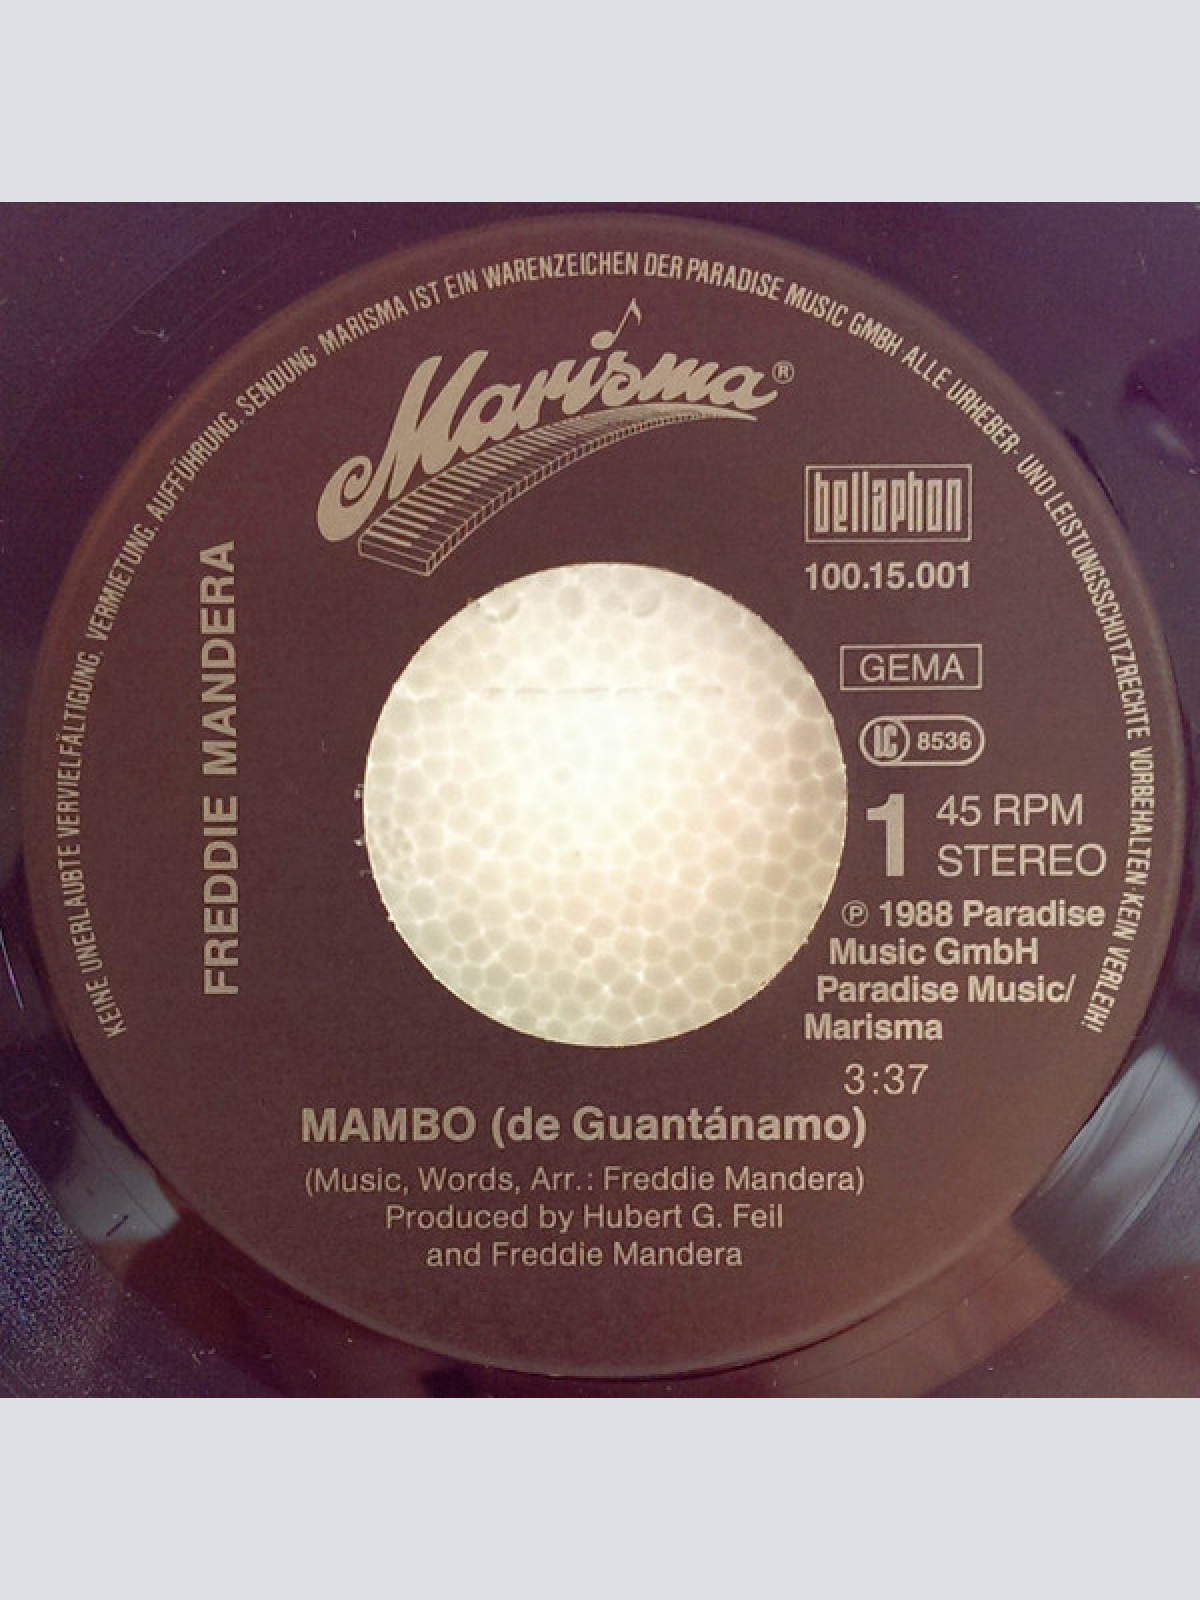 KEINE UNERLAUBTE VERVIELFÄLTIGUNG, VERMIETUNG, AUFFÜHRUNG, SENDUNG MARISMA IST EIN WARENZEICHEN DER PARADISE MUSIC GMBH ALLE URHEBER- UND LEISTUNGSSCHUTZRECHTE VORBEHALTEN·KEIN VERLEIH!
Marisma®
bellaphon
100.15.001
GEMA
LC 8536
1 45 RPM
STEREO
℗ 1988 Paradise
Music GmbH
Paradise Music/
Marisma
3:37
FREDDIE MANDERA
MAMBO (de Guantánamo)
(Music, Words, Arr.: Freddie Mandera)
Produced by Hubert G. Feil
and Freddie Mandera